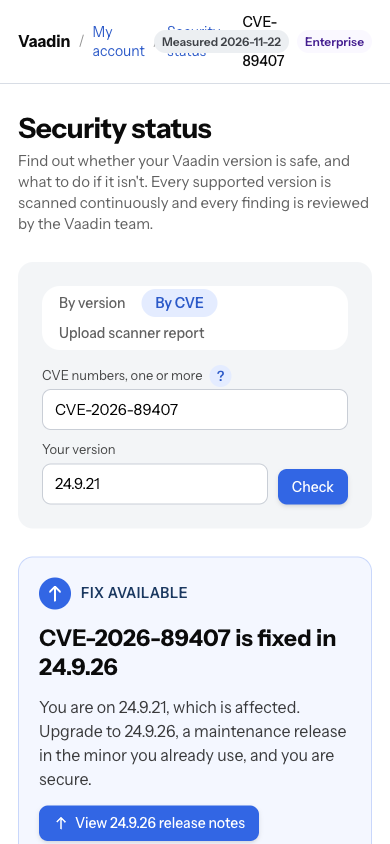 Vaadin / My account / Security status CVE-2026-89407
Measured 2026-11-22
Enterprise
Security status
Find out whether your Vaadin version is safe, and
what to do if it isn't. Every supported version is
scanned continuously and every finding is reviewed
by the Vaadin team.
By version
By CVE
Upload scanner report
CVE numbers, one or more ?
CVE-2026-89407
Your version
24.9.21
Check
FIX AVAILABLE
CVE-2026-89407 is fixed in
24.9.26
You are on 24.9.21, which is affected.
Upgrade to 24.9.26, a maintenance release
in the minor you already use, and you are
secure.
View 24.9.26 release notes